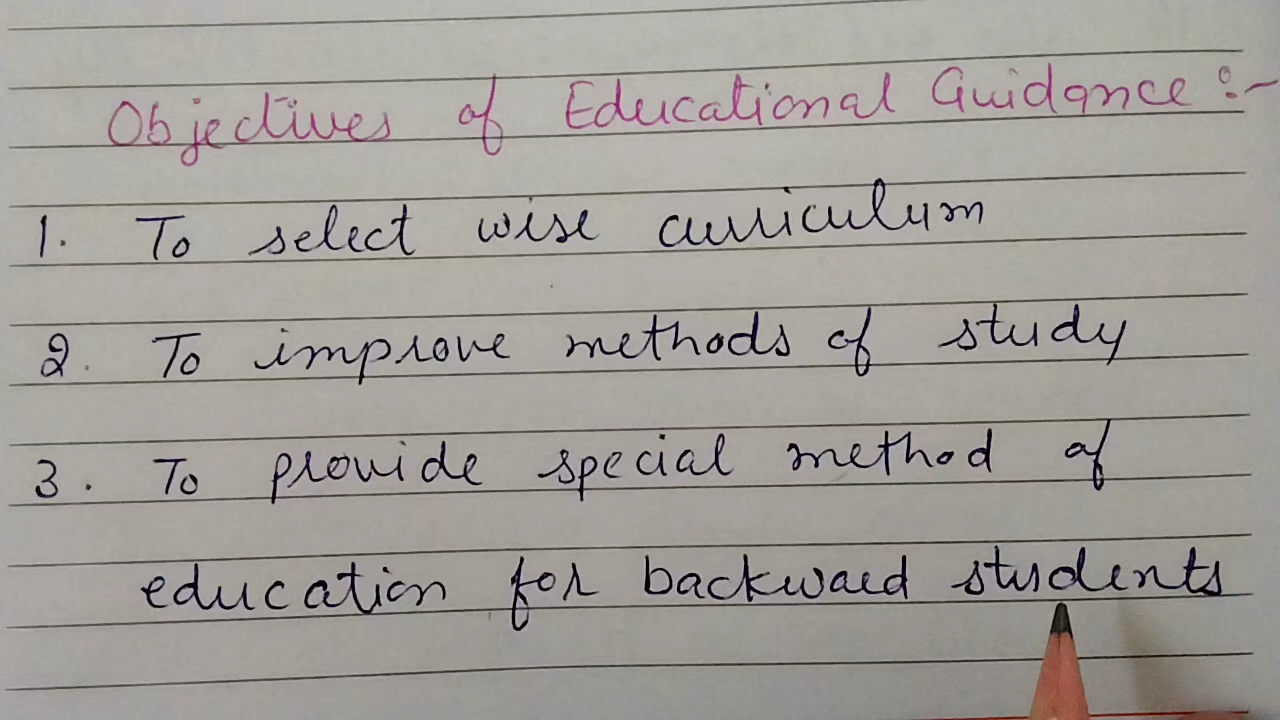 Objectives of Educational Guidance :-
1. To select wise curriculum
2. To improve methods of study
3. To provide special method of
education for backward students